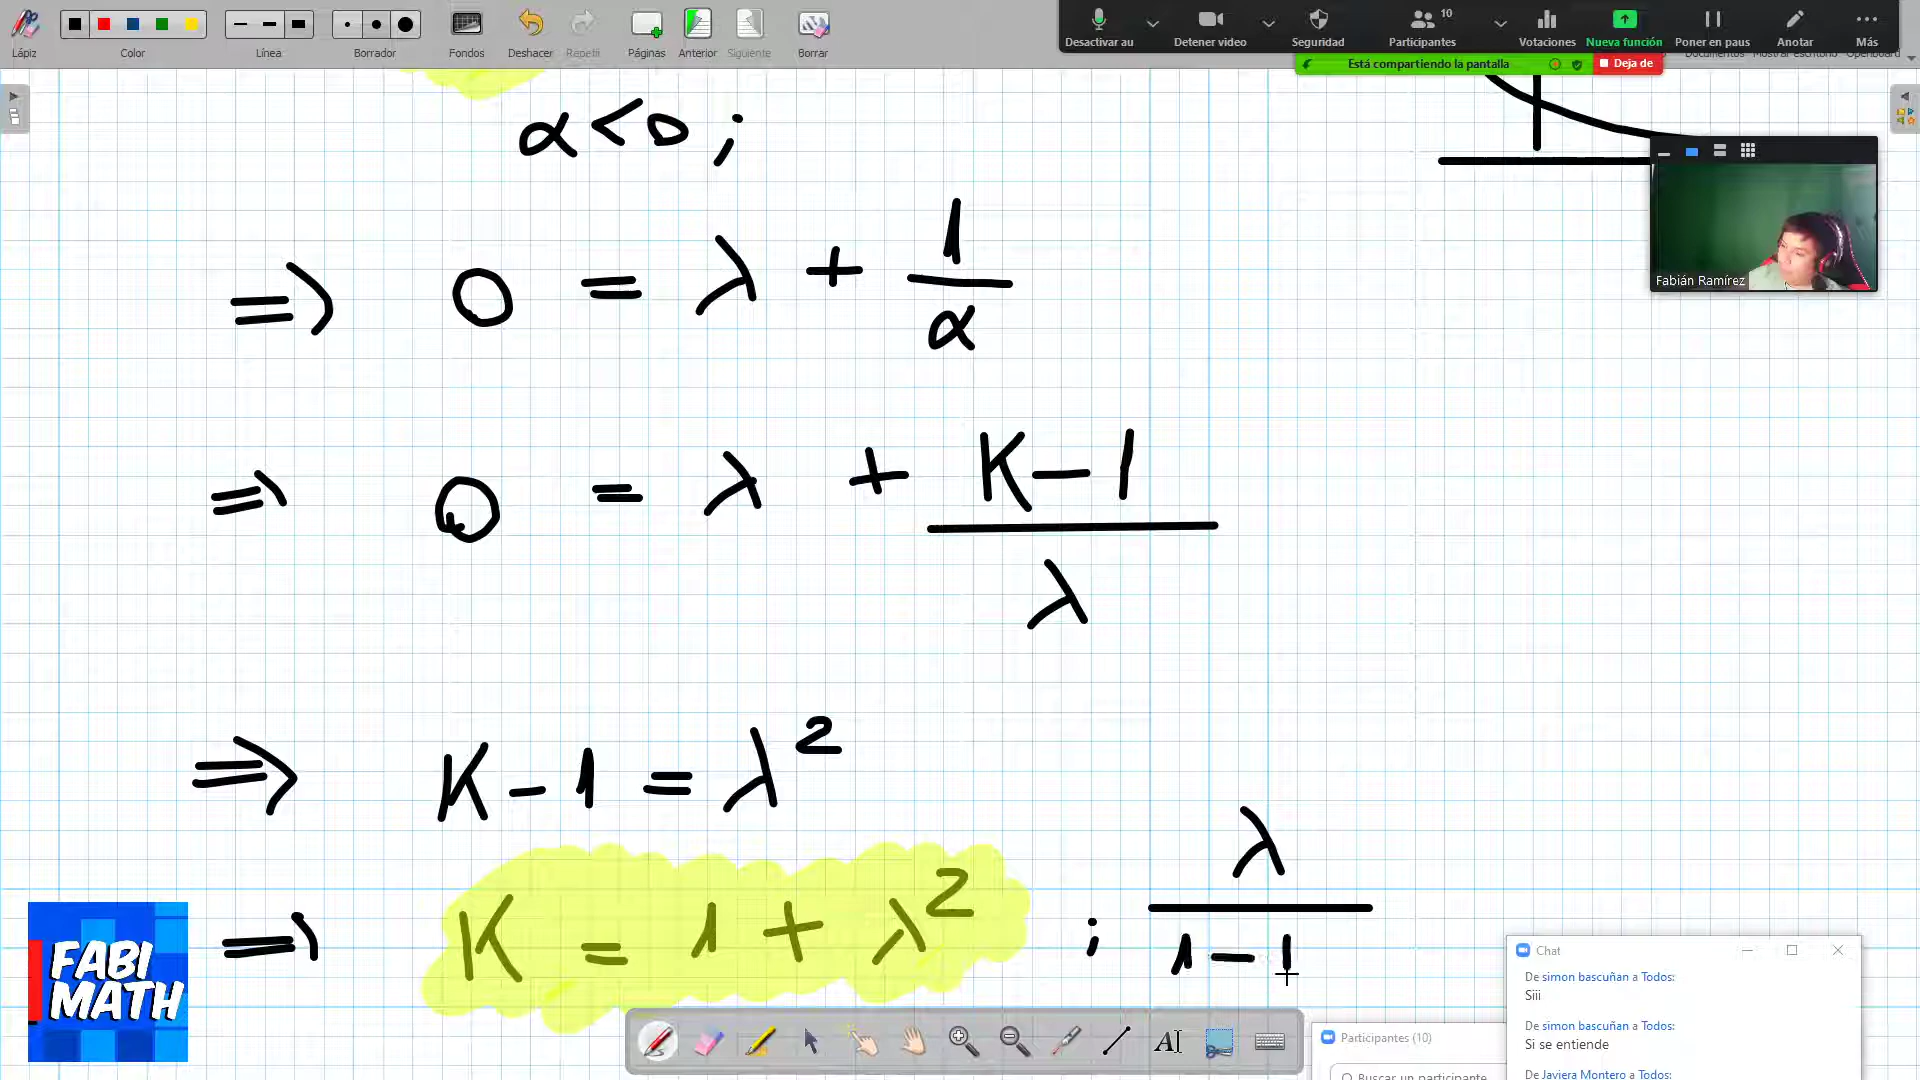 Desactivar au
Detener video
Seguridad
Participantes
10
Votaciones
Nueva función
Poner en paus
Anotar
Más
Lápiz
Color
Línea
Borrador
Fondos
Deshacer
Repetir
Páginas
Anterior
Siguiente
Borrar
Está compartiendo la pantalla
Deja de
α < 0 ;
⇒ 0 = λ + 1/α
Fabián Ramírez
⇒ 0 = λ + (K - 1)/λ
⇒ K - 1 = λ²
⇒ K = 1 + λ² ; λ/(1 - 1
FABI
MATH
Participantes (10)
Buscar un participante
Chat
De simon bascuñan a Todos:
Siii
De simon bascuñan a Todos:
Si se entiende
De Javiera Montero a Todos: